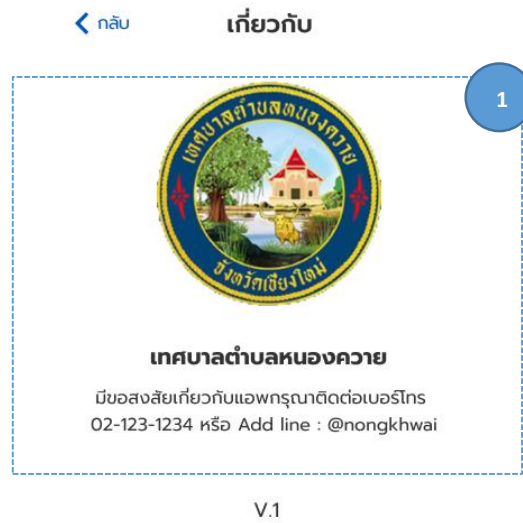 กลับ เกี่ยวกับ
1
เทศบาลตำบลหนองควาย
จังหวัดเชียงใหม่
เทศบาลตำบลหนองควาย
มีขอสงสัยเกี่ยวกับแอพกรุณาติดต่อเบอร์โทร
02-123-1234 หรือ Add line : @nongkhwai
V.1